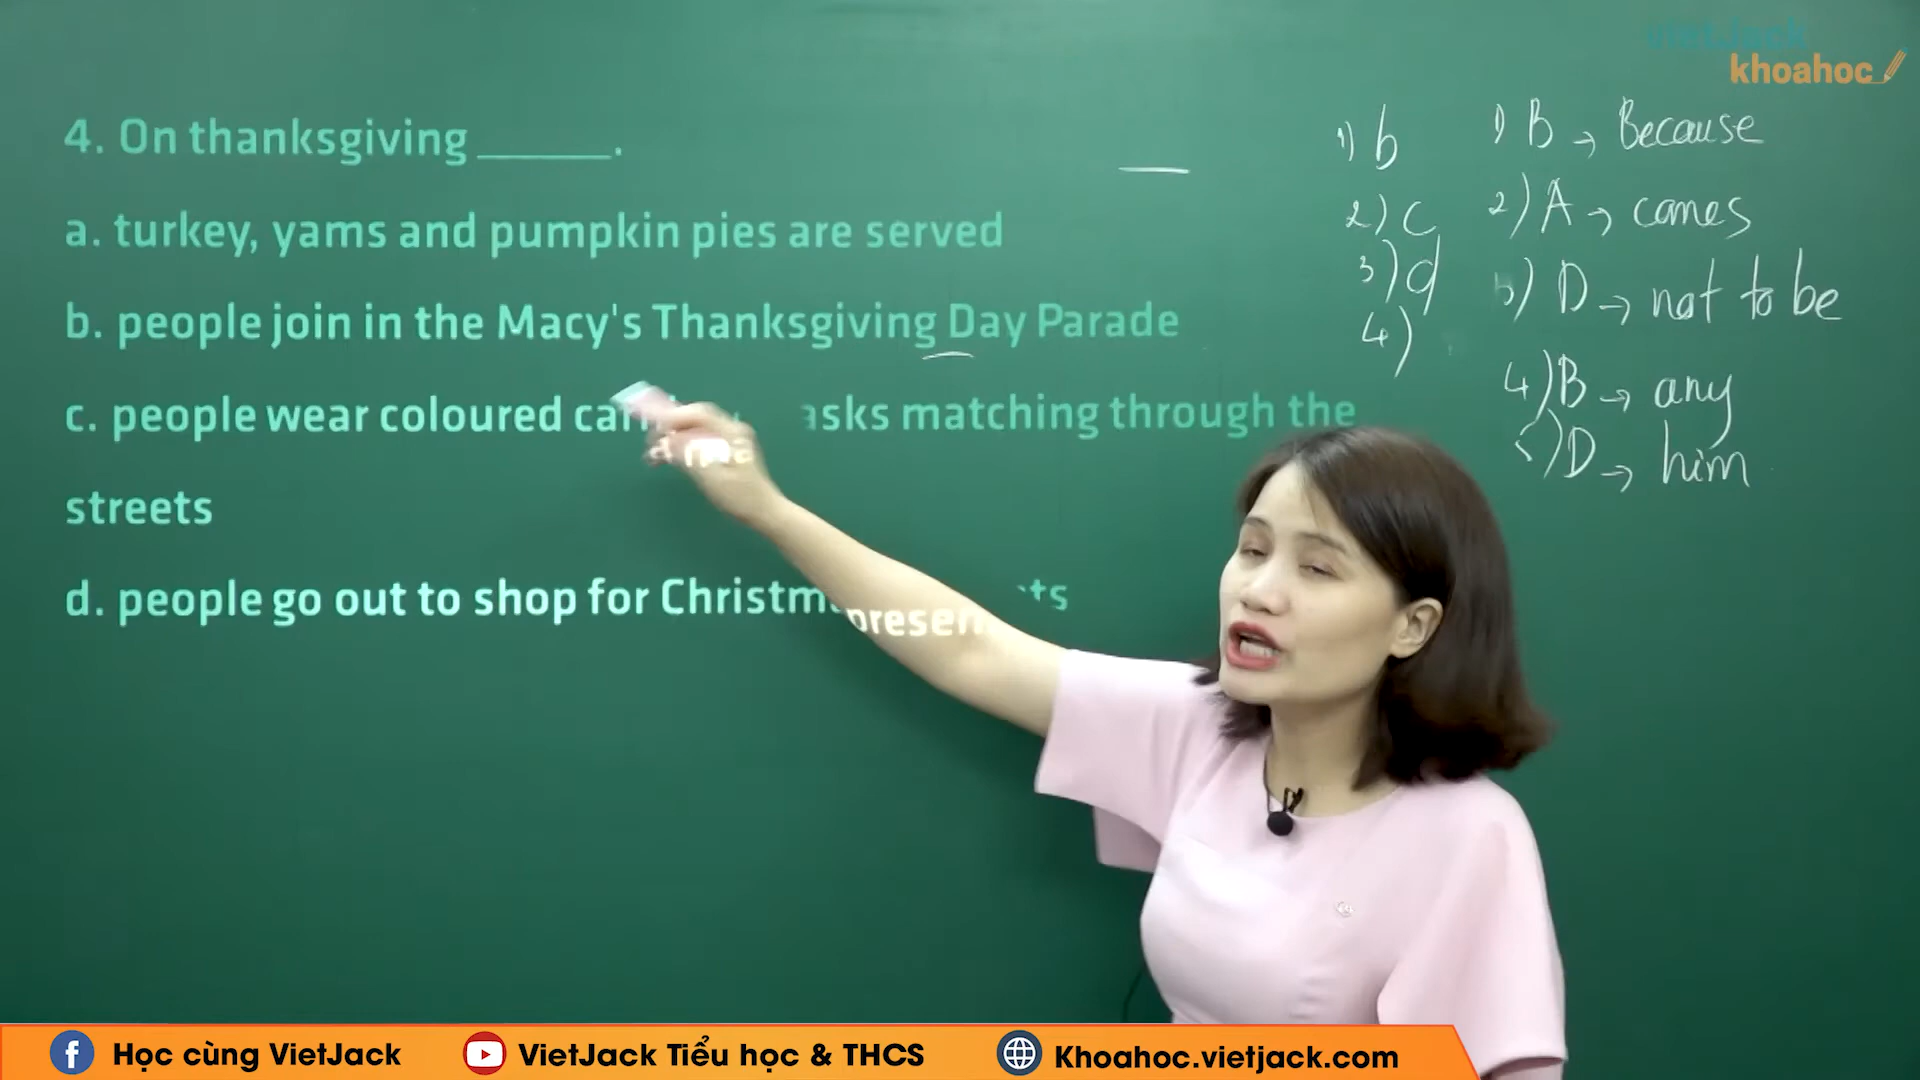 vietJack
khoahoc
4. On thanksgiving ______.
a. turkey, yams and pumpkin pies are served
b. people join in the Macy's Thanksgiving Day Parade
c. people wear coloured asks matching through the
streets
d. people go out to shop for Christm presen ts
1) b
2) c
3) d
4)
1) B → Because
2) A → canes
3) D → not to be
4) B → any
5) D → him
Học cùng VietJack
VietJack Tiểu học & THCS
Khoahoc.vietjack.com